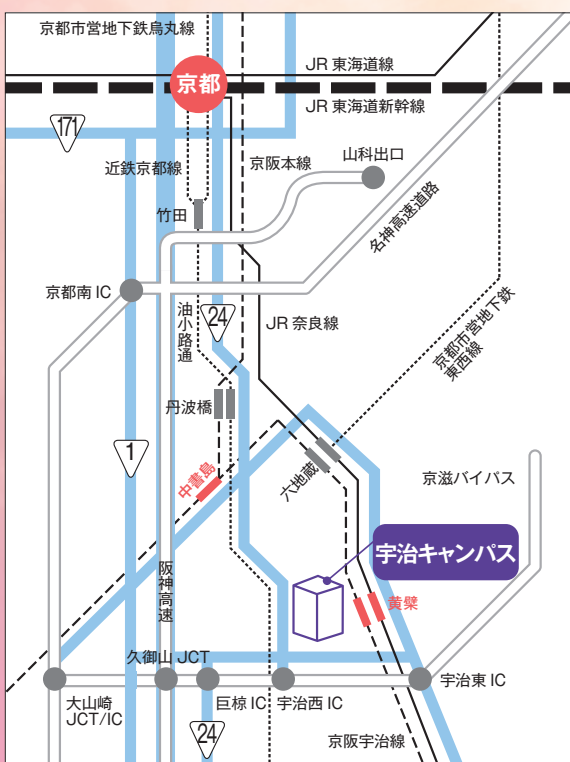 京都市営地下鉄烏丸線
JR 東海道線
京都
JR 東海道新幹線
171
近鉄京都線
京阪本線
山科出口
竹田
名神高速道路
京都南 IC
油小路通
24
JR 奈良線
京都市営地下鉄
東西線
丹波橋
1
中書島
六地蔵
京滋バイパス
宇治キャンパス
阪神高速
黄檗
久御山 JCT
大山崎
JCT/IC
巨椋 IC
宇治西 IC
宇治東 IC
24
京阪宇治線